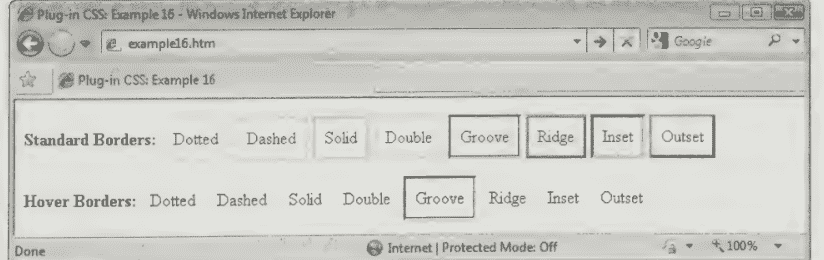 Plug-in CSS: Example 16 - Windows Internet Explorer
example16.htm
Google
Plug-in CSS: Example 16
Standard Borders: Dotted Dashed Solid Double Groove Ridge Inset Outset
Hover Borders: Dotted Dashed Solid Double Groove Ridge Inset Outset
Done Internet | Protected Mode: Off 100%